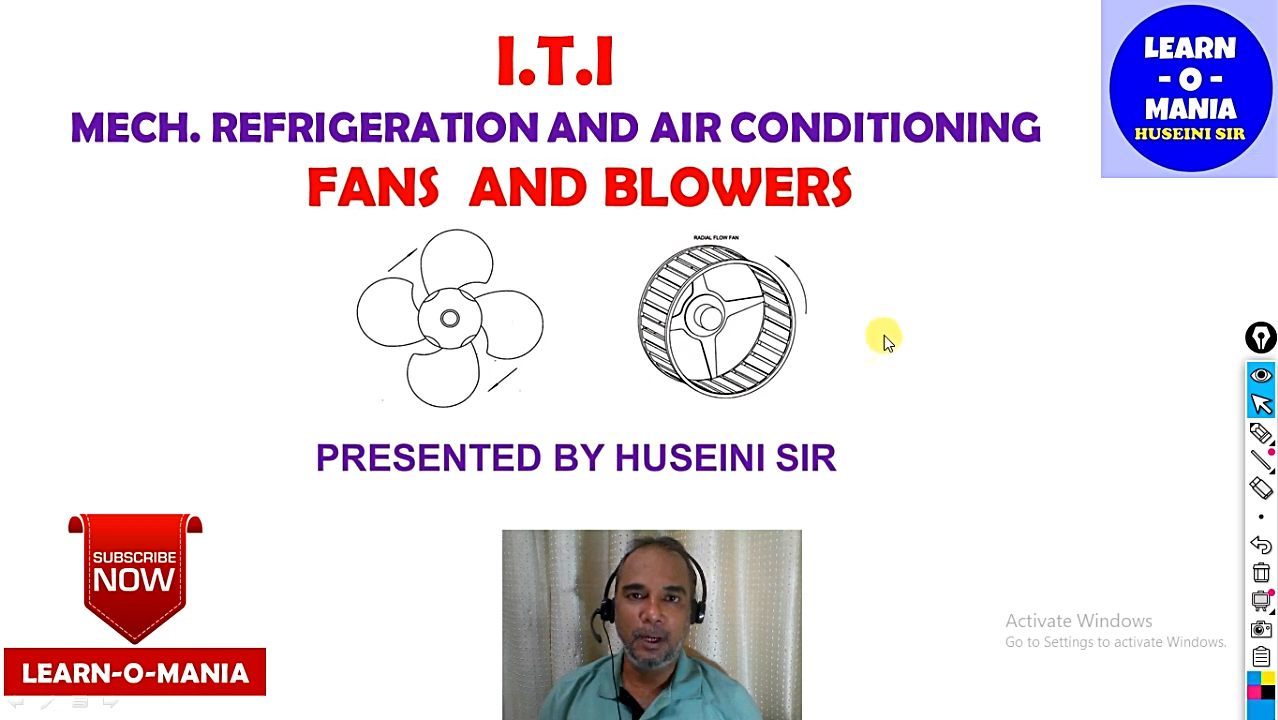 I.T.I
MECH. REFRIGERATION AND AIR CONDITIONING
FANS AND BLOWERS
LEARN
- O -
MANIA
HUSEINI SIR
RADIAL FLOW FAN
PRESENTED BY HUSEINI SIR
SUBSCRIBE
NOW
LEARN-O-MANIA
Activate Windows
Go to Settings to activate Windows.